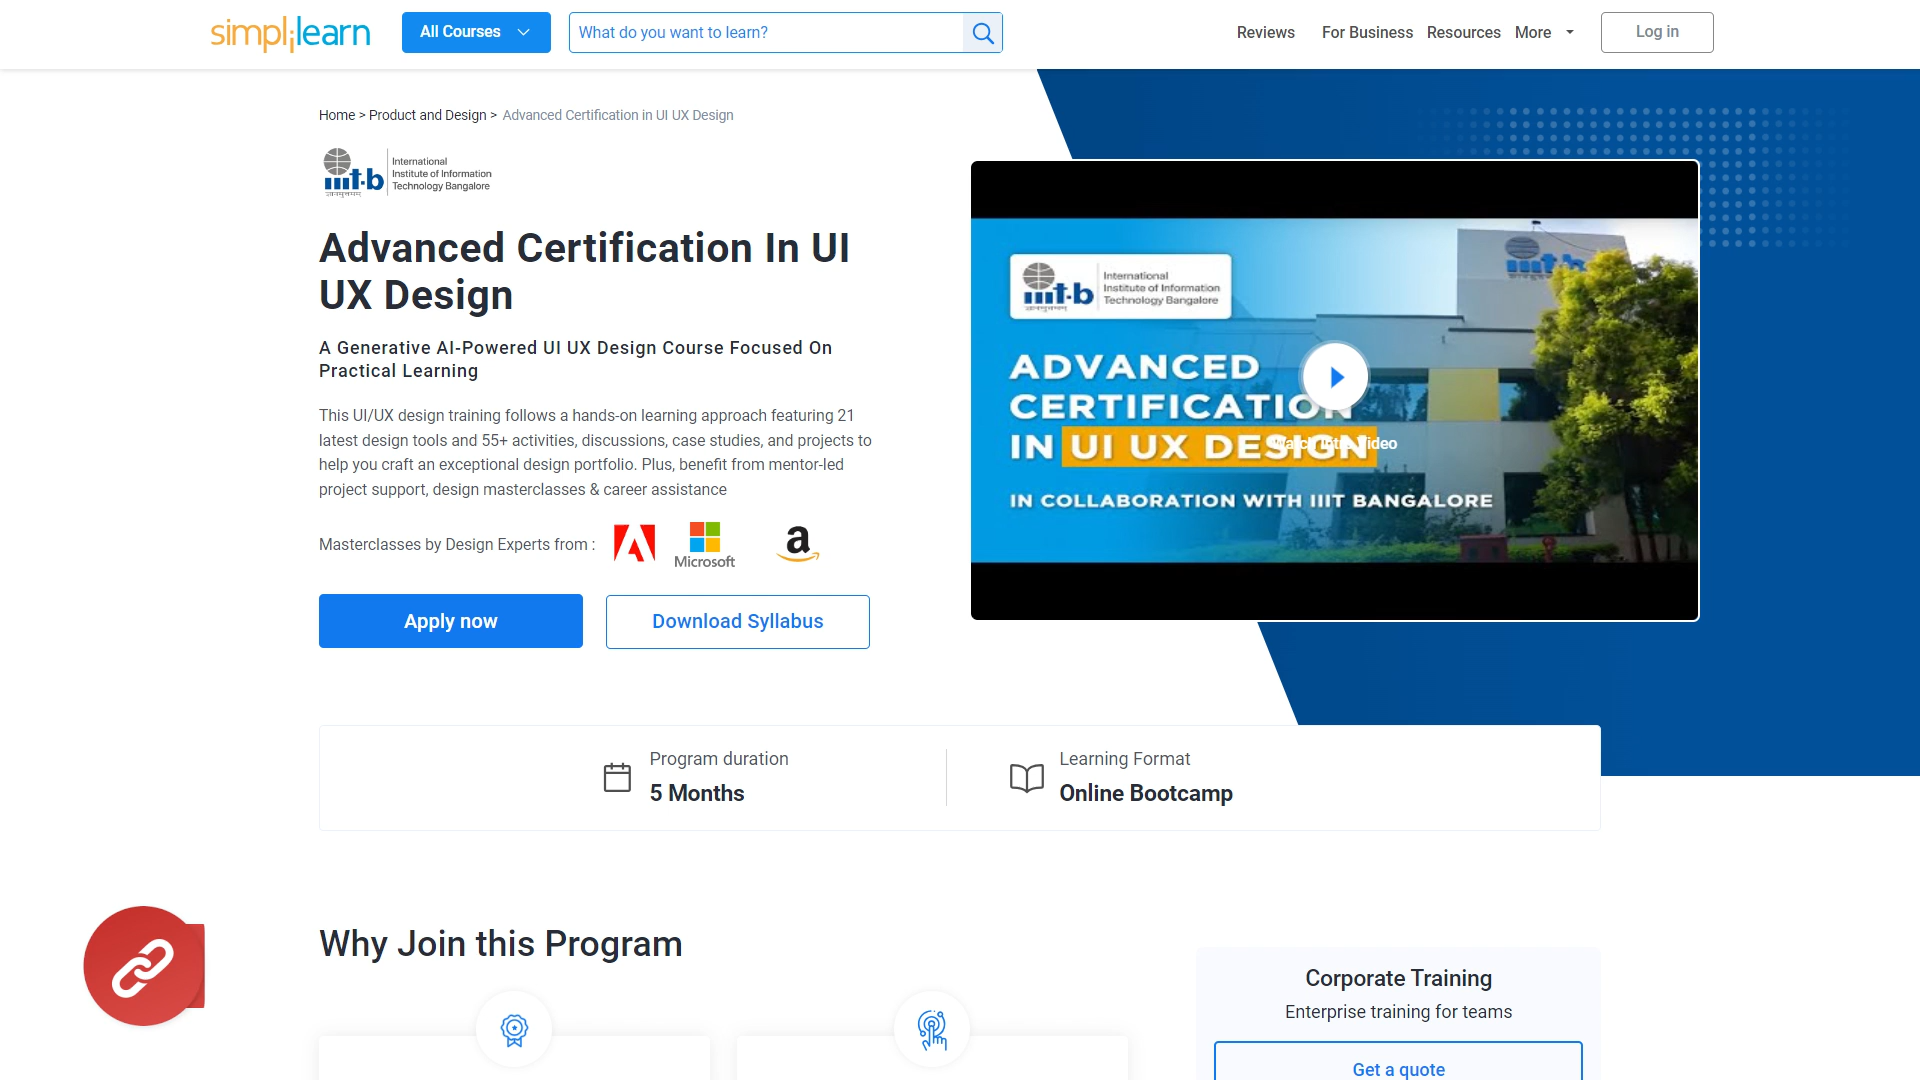 simplilearn
All Courses
What do you want to learn?
Reviews
For Business
Resources
More
Log in
Home > Product and Design > Advanced Certification in UI UX Design
iiit-b
International
Institute of Information
Technology Bangalore
Advanced Certification In UI
UX Design
A Generative AI-Powered UI UX Design Course Focused On
Practical Learning
This UI/UX design training follows a hands-on learning approach featuring 21
latest design tools and 55+ activities, discussions, case studies, and projects to
help you craft an exceptional design portfolio. Plus, benefit from mentor-led
project support, design masterclasses & career assistance
Masterclasses by Design Experts from :
Microsoft
a
Apply now
Download Syllabus
iiit-b
International
Institute of Information
Technology Bangalore
ADVANCED
CERTIFICATION
IN UI UX DESIGN
Watch Intro Video
IN COLLABORATION WITH IIIT BANGALORE
Program duration
5 Months
Learning Format
Online Bootcamp
Why Join this Program
Corporate Training
Enterprise training for teams
Get a quote